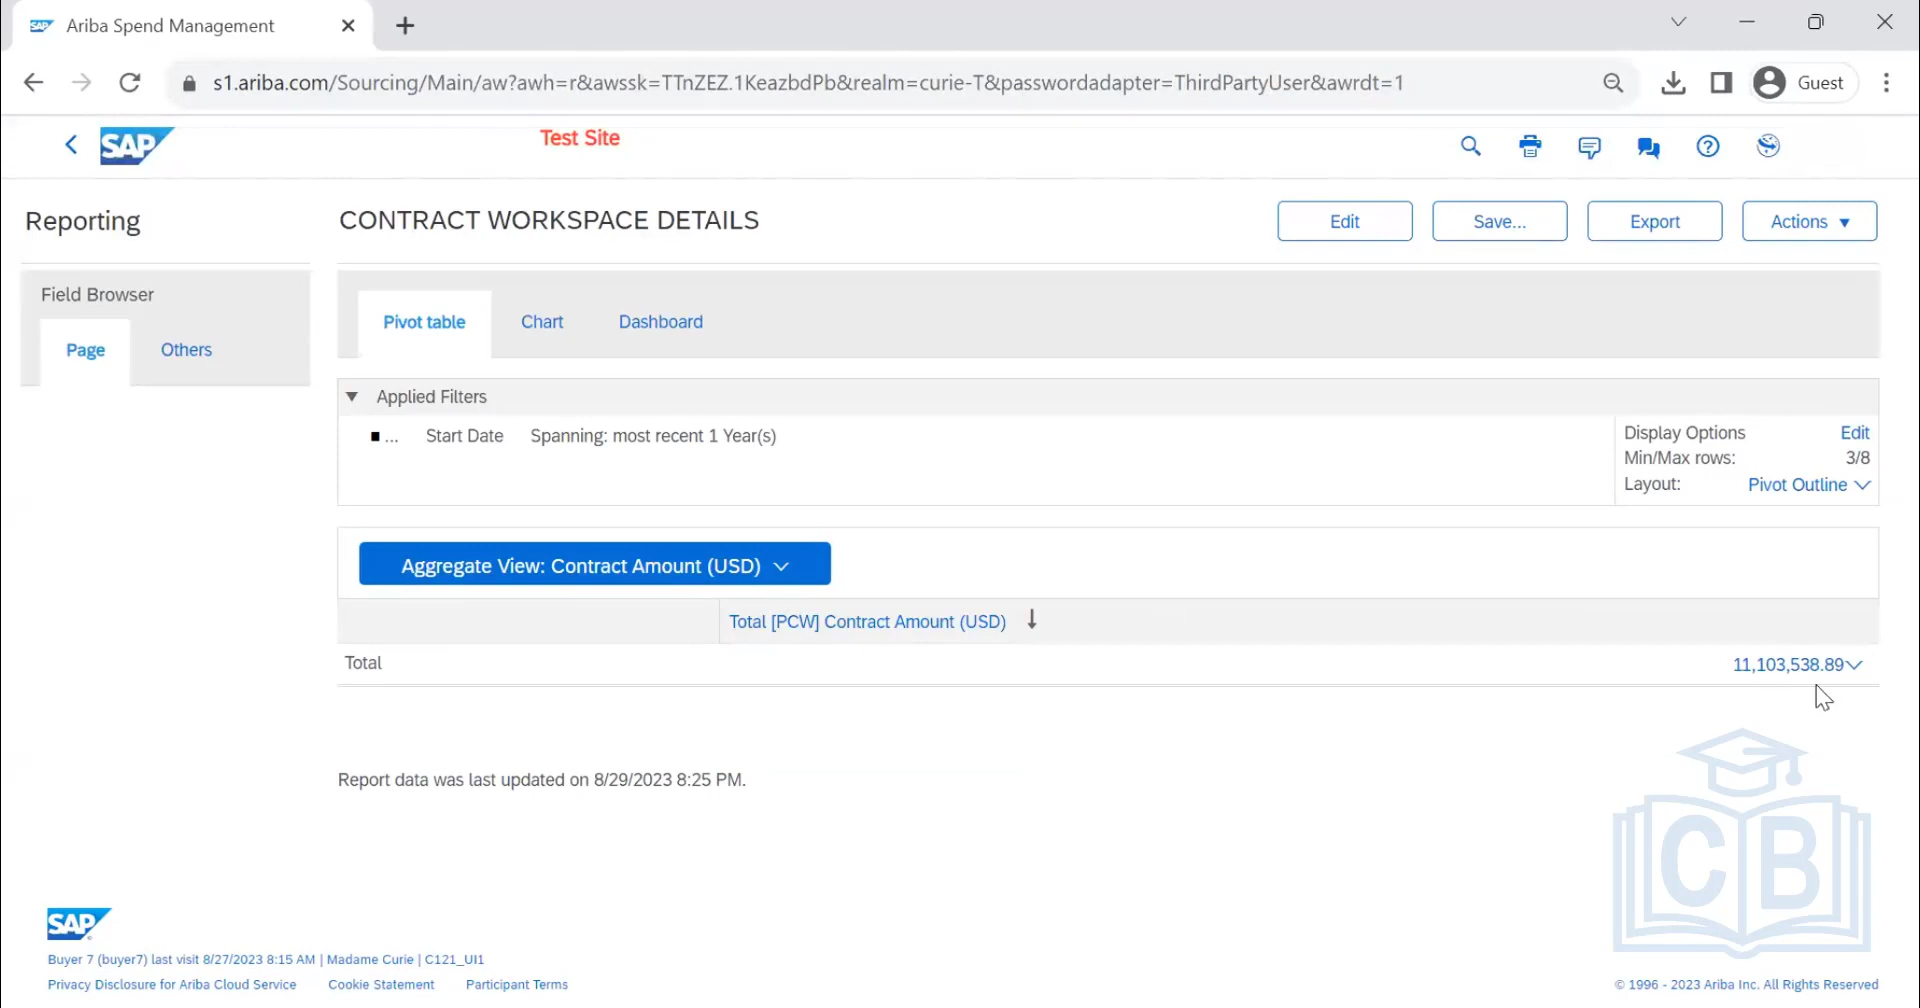 SAP Ariba Spend Management
s1.ariba.com/Sourcing/Main/aw?awh=r&awssk=TTnZEZ.1KeazbdPb&realm=curie-T&passwordadapter=ThirdPartyUser&awrdt=1
Guest
SAP
Test Site
Reporting
CONTRACT WORKSPACE DETAILS
Edit
Save...
Export
Actions
Field Browser
Page
Others
Pivot table
Chart
Dashboard
Applied Filters
... Start Date Spanning: most recent 1 Year(s)
Display Options Edit
Min/Max rows: 3/8
Layout: Pivot Outline
Aggregate View: Contract Amount (USD)
Total [PCW] Contract Amount (USD)
Total 11,103,538.89
Report data was last updated on 8/29/2023 8:25 PM.
CB
SAP
Buyer 7 (buyer7) last visit 8/27/2023 8:15 AM | Madame Curie | C121_UI1
Privacy Disclosure for Ariba Cloud Service Cookie Statement Participant Terms
© 1996 - 2023 Ariba Inc. All Rights Reserved